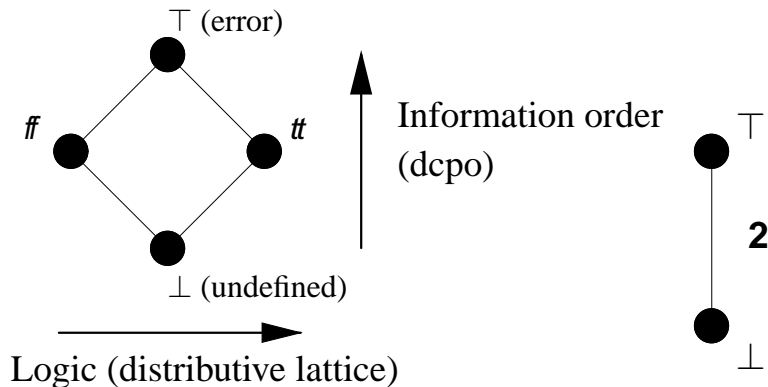 ⊤ (error)
ff
tt
Information order
(dcpo)
⊤
2
⊥ (undefined)
⊥
Logic (distributive lattice)